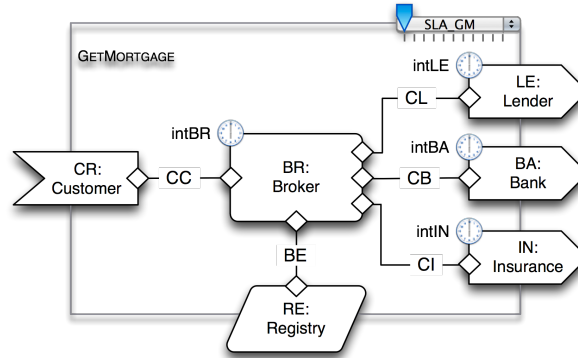 SLA_GM
GETMORTGAGE
intLE
LE:
Lender
CL
intBR
intBA
BA:
Bank
CR:
Customer
CC
BR:
Broker
CB
intIN
IN:
Insurance
CI
BE
RE:
Registry